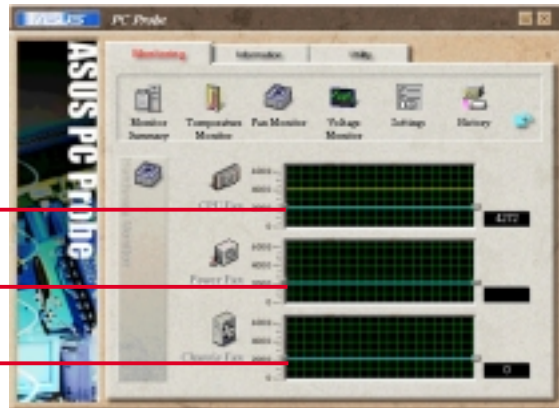 ASUS PC Probe
ASUS PC Probe
Monitoring
Information
Utility
Monitor Summary
Temperature Monitor
Fan Monitor
Voltage Monitor
Settings
History
CPU Fan
4272
Power Fan
Chassis Fan
0